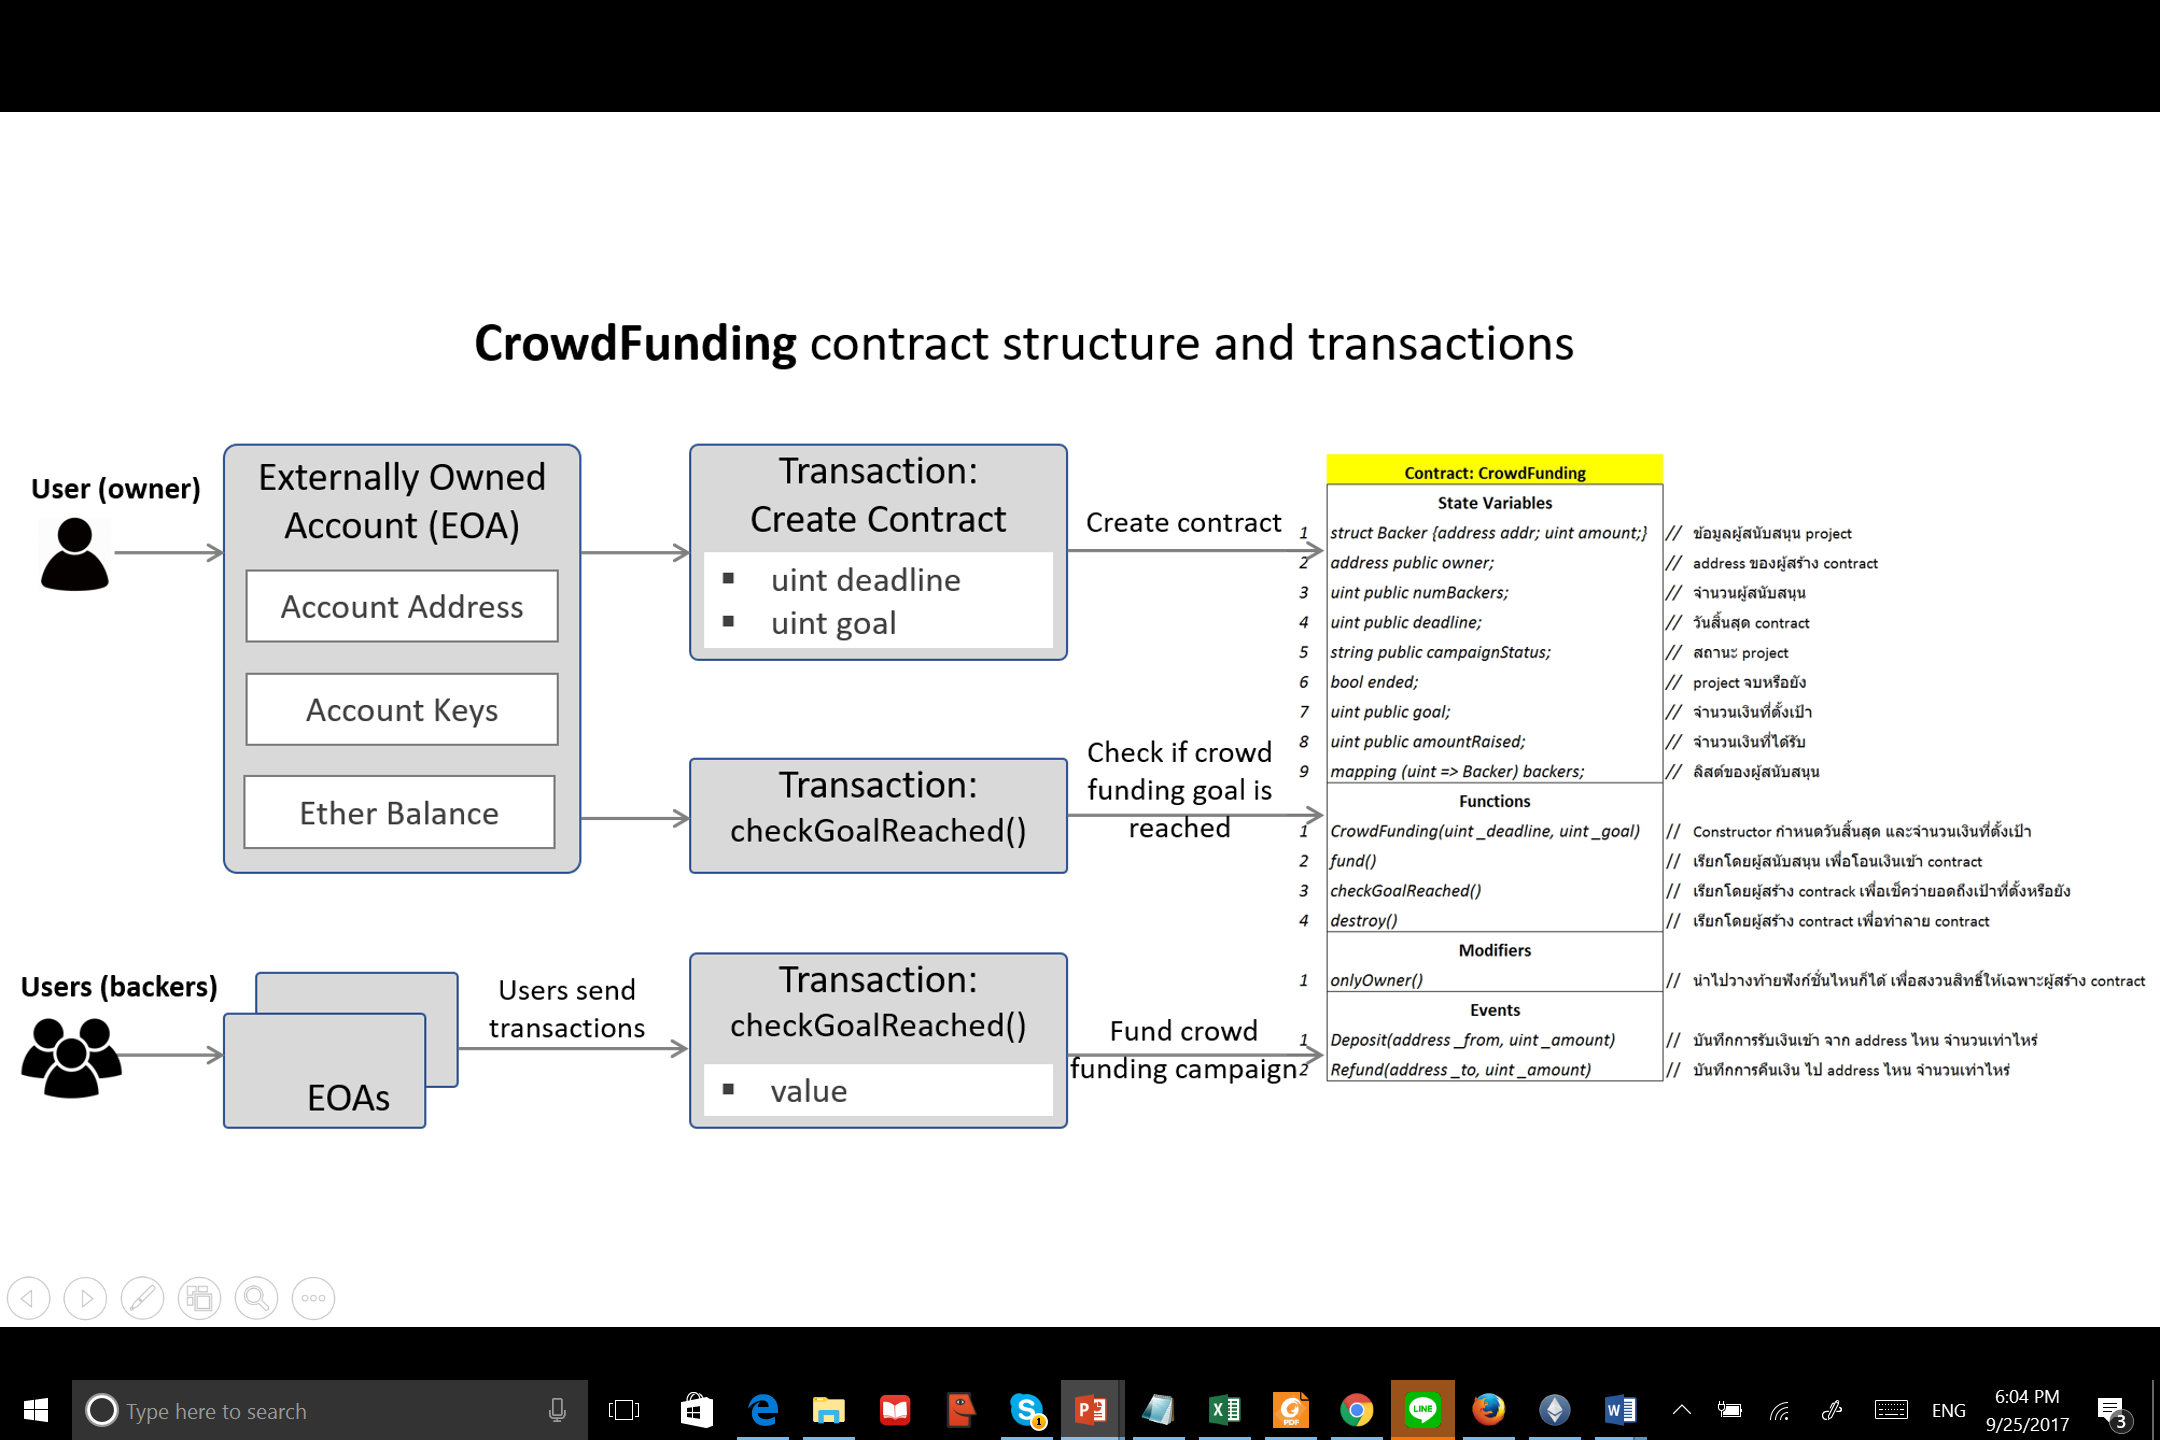 CrowdFunding contract structure and transactions
User (owner)
Externally Owned
Account (EOA)
Account Address
Account Keys
Ether Balance
Transaction:
Create Contract
▪ uint deadline
▪ uint goal
Create contract
Transaction:
checkGoalReached()
Check if crowd
funding goal is
reached
Users (backers)
EOAs
Users send
transactions
Transaction:
checkGoalReached()
▪ value
Fund crowd
funding campaign
Contract: CrowdFunding
State Variables
1 struct Backer {address addr; uint amount;} // ข้อมูลผู้สนับสนุน project
2 address public owner; // address ของผู้สร้าง contract
3 uint public numBackers; // จำนวนผู้สนับสนุน
4 uint public deadline; // วันสิ้นสุด contract
5 string public campaignStatus; // สถานะ project
6 bool ended; // project จบหรือยัง
7 uint public goal; // จำนวนเงินที่ตั้งเป้า
8 uint public amountRaised; // จำนวนเงินที่ได้รับ
9 mapping (uint => Backer) backers; // ลิสต์ของผู้สนับสนุน
Functions
1 CrowdFunding(uint _deadline, uint _goal) // Constructor กำหนดวันสิ้นสุด และจำนวนเงินที่ตั้งเป้า
2 fund() // เรียกโดยผู้สนับสนุน เพื่อโอนเงินเข้า contract
3 checkGoalReached() // เรียกโดยผู้สร้าง contrack เพื่อเช็คว่ายอดถึงเป้าที่ตั้งหรือยัง
4 destroy() // เรียกโดยผู้สร้าง contract เพื่อทำลาย contract
Modifiers
1 onlyOwner() // นำไปวางท้ายฟังก์ชั่นไหนก็ได้ เพื่อสงวนสิทธิ์ให้เฉพาะผู้สร้าง contract
Events
1 Deposit(address _from, uint _amount) // บันทึกการรับเงินเข้า จาก address ไหน จำนวนเท่าไหร่
2 Refund(address _to, uint _amount) // บันทึกการคืนเงิน ไป address ไหน จำนวนเท่าไหร่
Type here to search
1
PDF
LINE
ENG
6:04 PM
9/25/2017
3